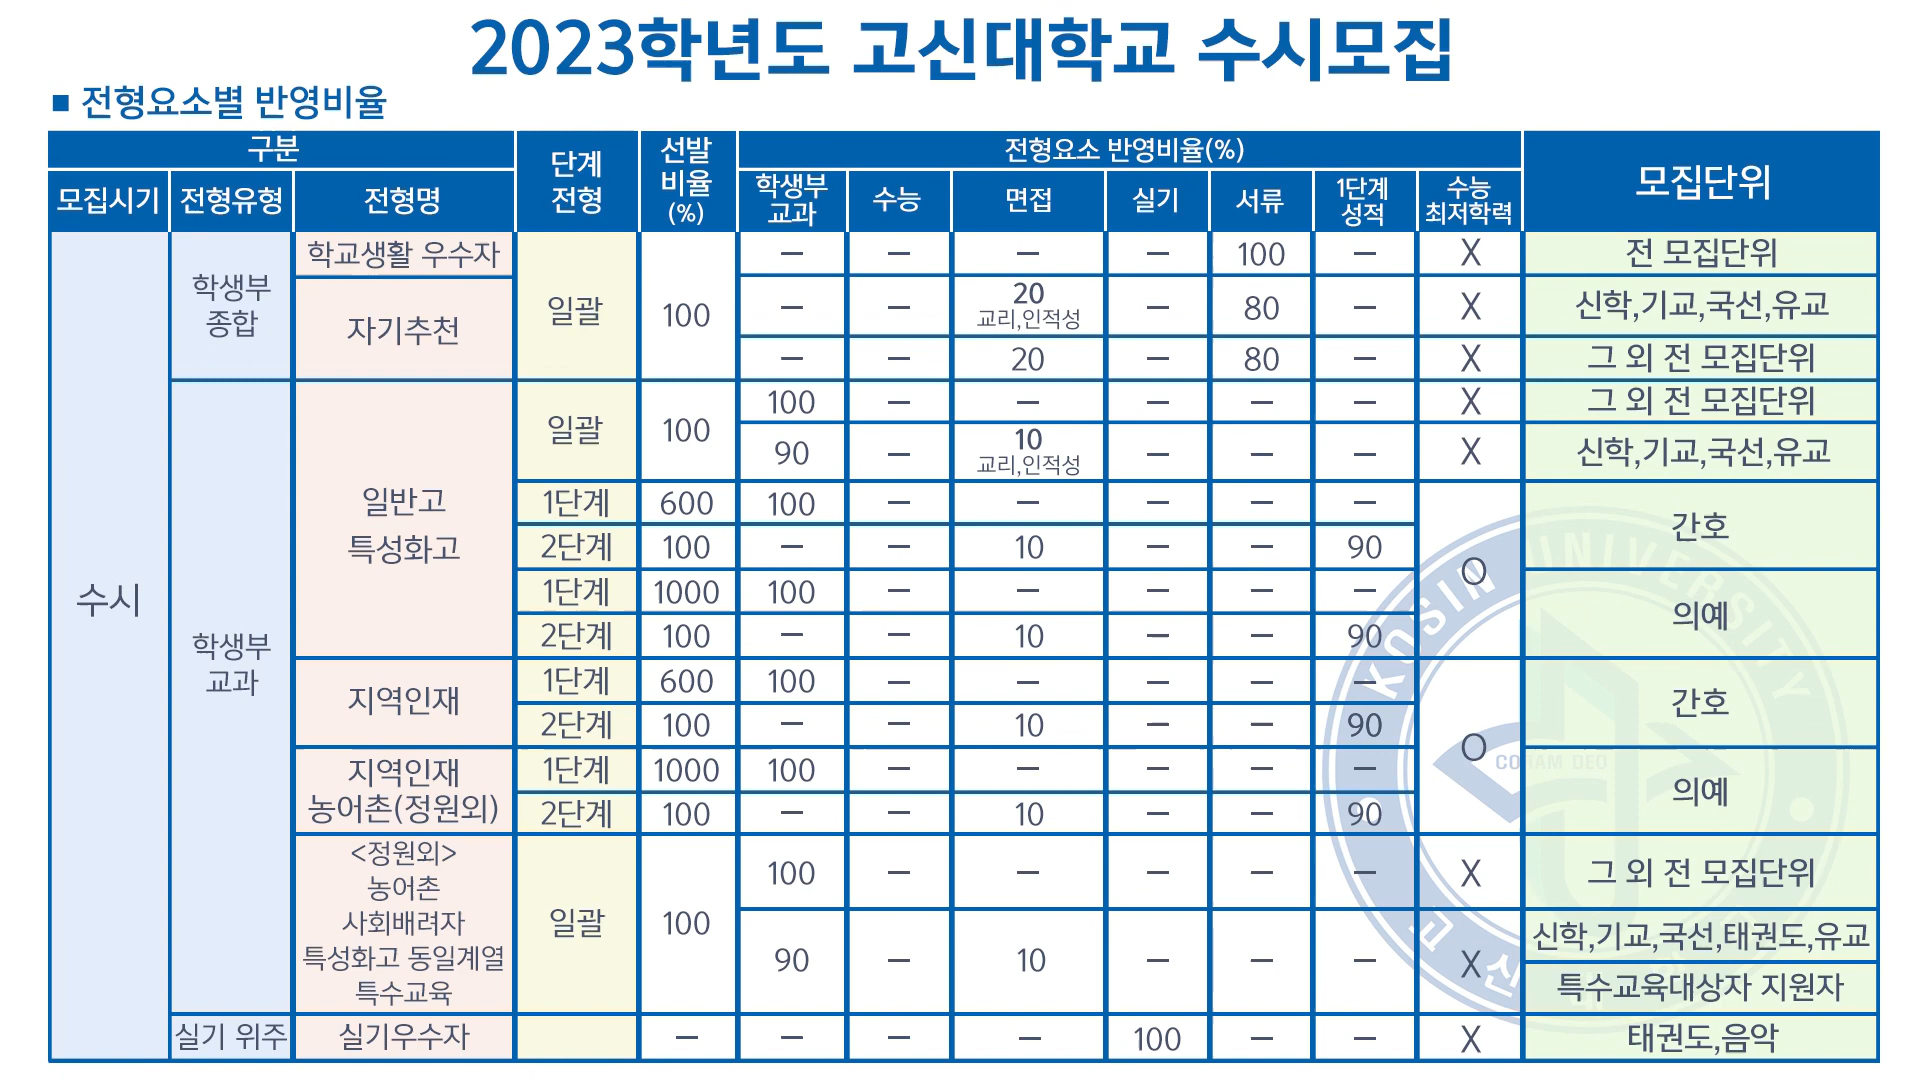 2023학년도 고신대학교 수시모집
■ 전형요소별 반영비율
구분 단계 전형 선발 비율 (%) 전형요소 반영비율(%) 모집단위
모집시기 전형유형 전형명 학생부 교과 수능 면접 실기 서류 1단계 성적 수능 최저학력
수시 학생부 종합 학교생활 우수자 일괄 100 – – – – 100 – X 전 모집단위
자기추천 – – 20 교리,인적성 – 80 – X 신학,기교,국선,유교
– – 20 – 80 – X 그 외 전 모집단위
학생부 교과 일반고 특성화고 일괄 100 100 – – – – – X 그 외 전 모집단위
90 – 10 교리,인적성 – – – X 신학,기교,국선,유교
1단계 600 100 – – – – – O 간호
2단계 100 – – 10 – – 90
1단계 1000 100 – – – – – 의예
2단계 100 – – 10 – – 90
지역인재 1단계 600 100 – – – – – O 간호
2단계 100 – – 10 – – 90
지역인재 농어촌(정원외) 1단계 1000 100 – – – – – 의예
2단계 100 – – 10 – – 90
<정원외> 농어촌 사회배려자 특성화고 동일계열 특수교육 일괄 100 100 – – – – – X 그 외 전 모집단위
90 – 10 – – – X 신학,기교,국선,태권도,유교
특수교육대상자 지원자
실기 위주 실기우수자 – – – – 100 – – X 태권도,음악
KOSIN UNIVERSITY
CORAM DEO